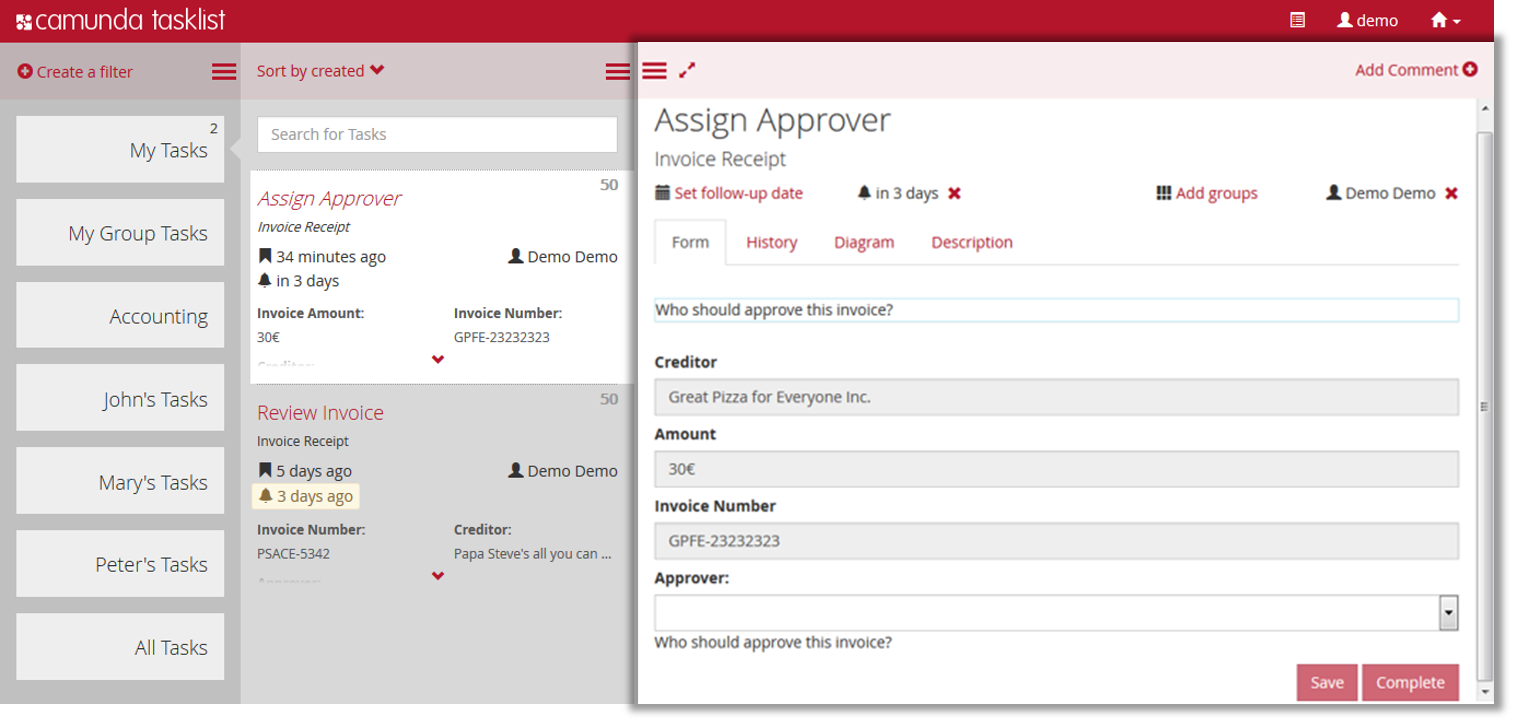 camunda tasklist
demo
Create a filter
Sort by created
Add Comment
2
My Tasks
My Group Tasks
Accounting
John's Tasks
Mary's Tasks
Peter's Tasks
All Tasks
Search for Tasks
50
Assign Approver
Invoice Receipt
34 minutes ago Demo Demo
in 3 days
Invoice Amount: Invoice Number:
30€ GPFE-23232323
Creditor:
50
Review Invoice
Invoice Receipt
5 days ago Demo Demo
3 days ago
Invoice Number: Creditor:
PSACE-5342 Papa Steve's all you can ...
Approver:
Assign Approver
Invoice Receipt
Set follow-up date in 3 days Add groups Demo Demo
Form History Diagram Description
Who should approve this invoice?
Creditor
Great Pizza for Everyone Inc.
Amount
30€
Invoice Number
GPFE-23232323
Approver:
Who should approve this invoice?
Save Complete